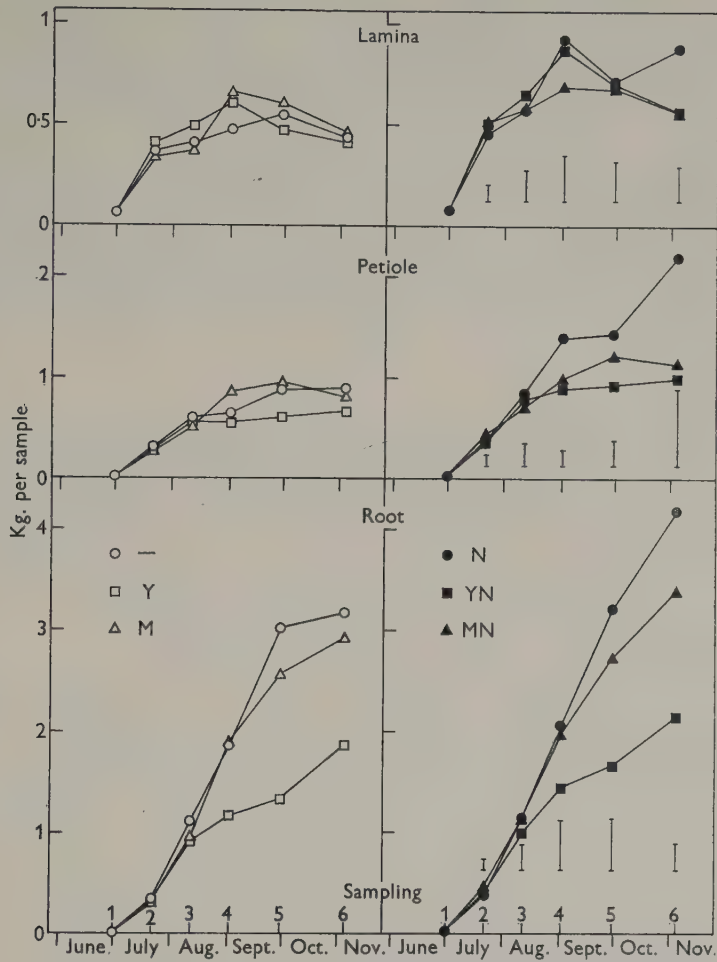 Lamina
1
0·5
0
Petiole
2
1
0
Kg. per sample
Root
4
3
2
1
0
— N
Y YN
M MN
Sampling
1 2 3 4 5 6 1 2 3 4 5 6
June July Aug. Sept. Oct. Nov. June July Aug. Sept. Oct. Nov.